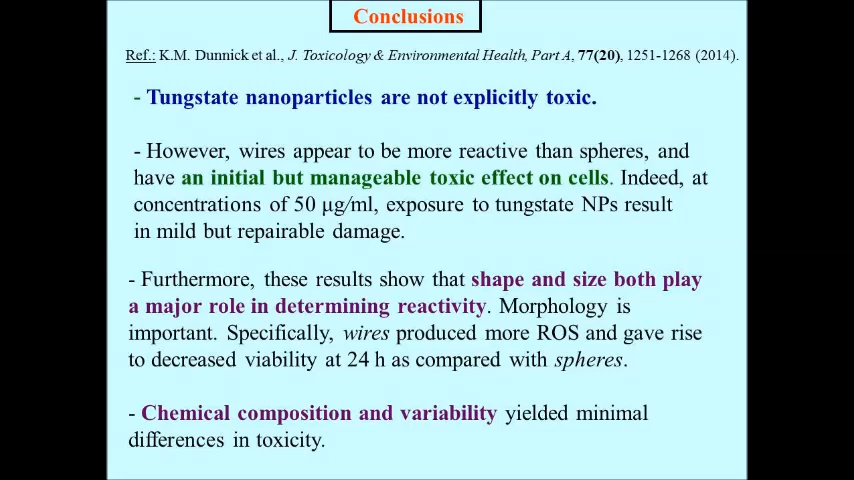 Conclusions
Ref.: K.M. Dunnick et al., J. Toxicology & Environmental Health, Part A, 77(20), 1251-1268 (2014).
- Tungstate nanoparticles are not explicitly toxic.
- However, wires appear to be more reactive than spheres, and
have an initial but manageable toxic effect on cells. Indeed, at
concentrations of 50 μg/ml, exposure to tungstate NPs result
in mild but repairable damage.
- Furthermore, these results show that shape and size both play
a major role in determining reactivity. Morphology is
important. Specifically, wires produced more ROS and gave rise
to decreased viability at 24 h as compared with spheres.
- Chemical composition and variability yielded minimal
differences in toxicity.